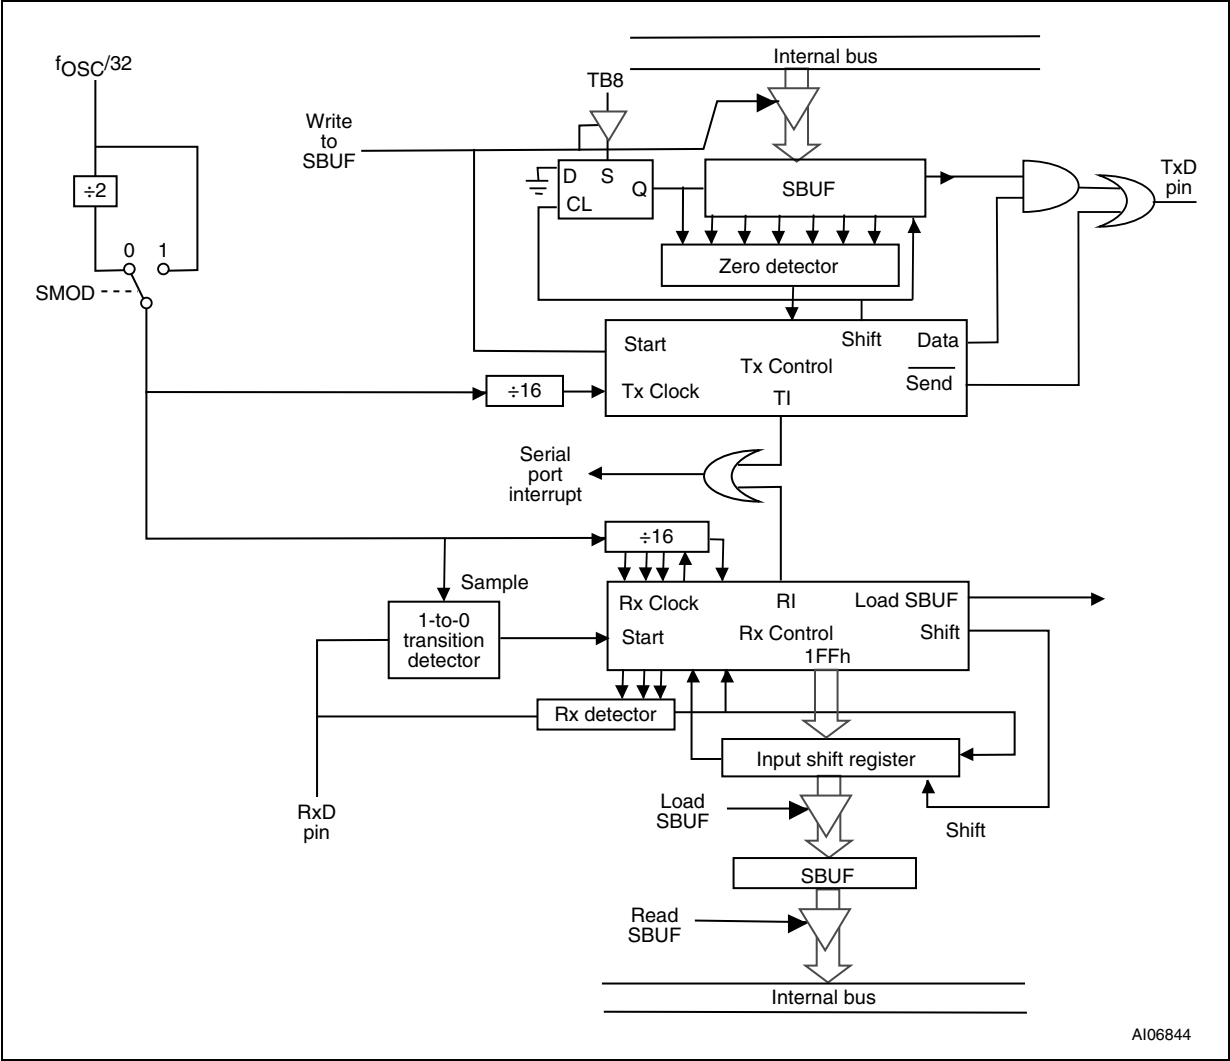 fOSC/32
Internal bus
TB8
Write
to
SBUF
÷2
D S
Q
CL
SBUF
TxD
pin
0 1
SMOD
Zero detector
Start
Shift
Data
Tx Control
Send
Tx Clock
TI
÷16
Serial
port
interrupt
÷16
Sample
1-to-0
transition
detector
Rx Clock
RI
Load SBUF
Start
Rx Control
Shift
1FFh
Rx detector
Input shift register
RxD
pin
Load
SBUF
Shift
SBUF
Read
SBUF
Internal bus
AI06844